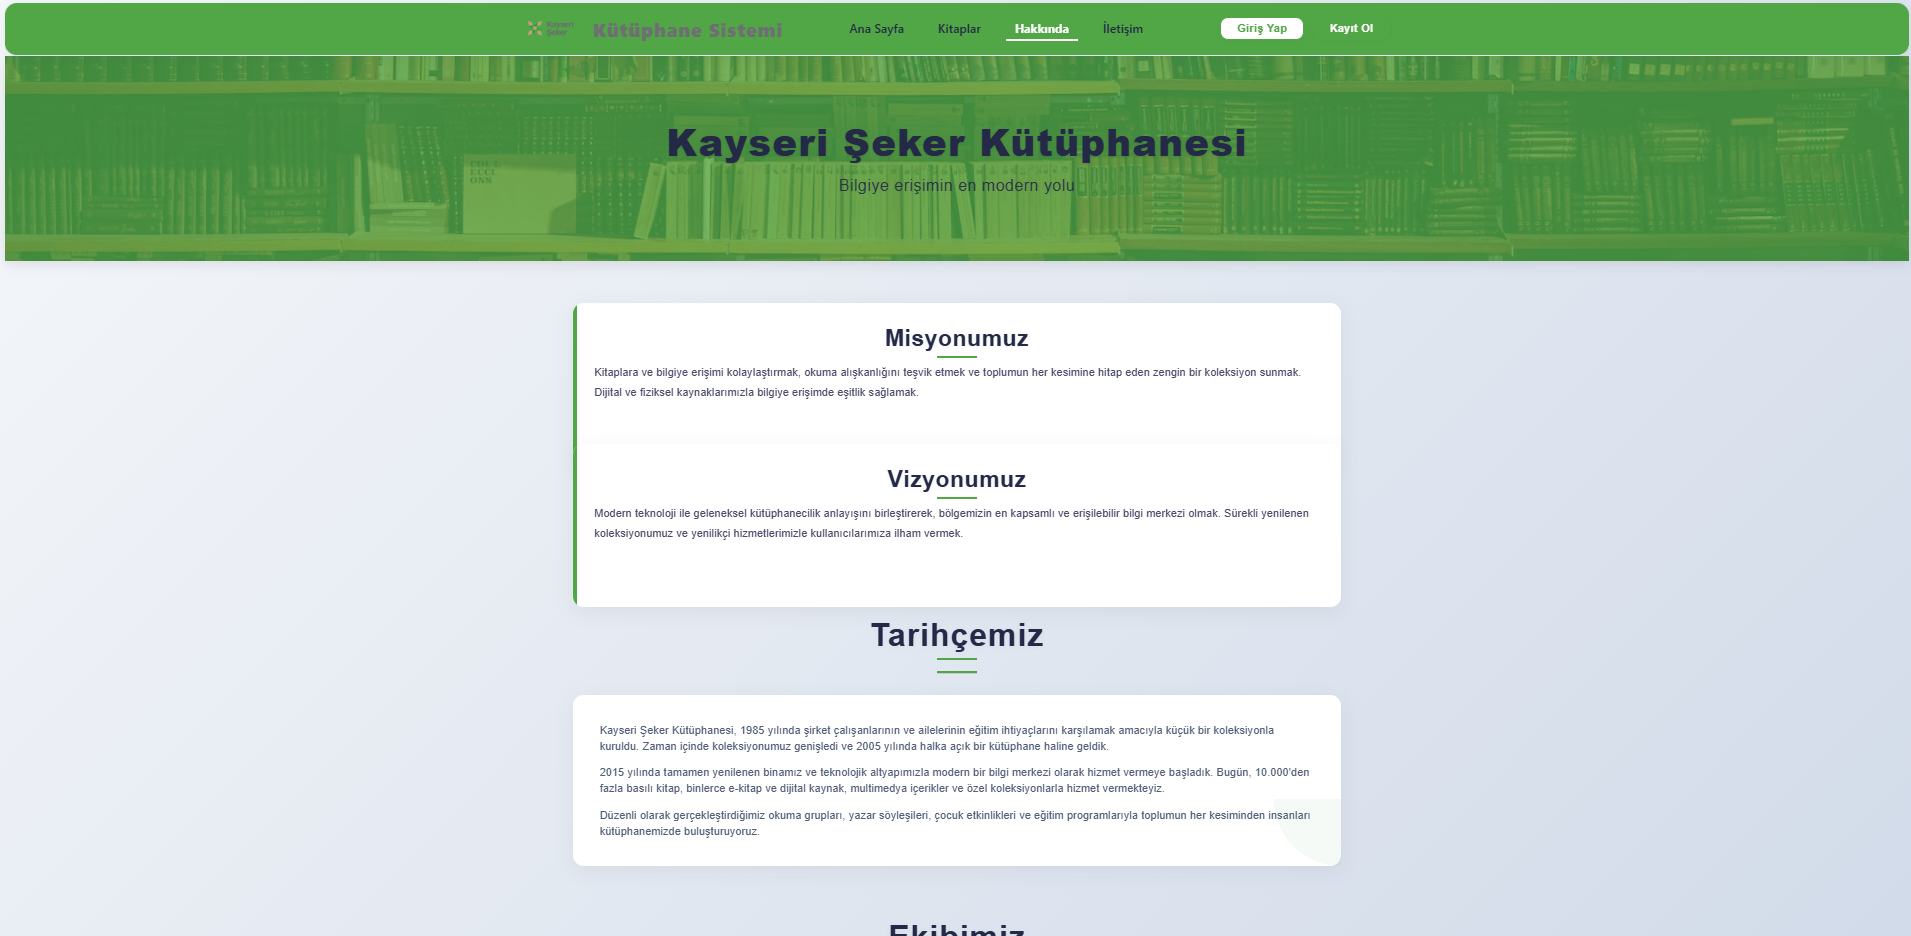 Kayseri
Şeker
Kütüphane Sistemi
Ana Sayfa
Kitaplar
Hakkında
İletişim
Giriş Yap
Kayıt Ol
COLL
ECCI
ONS
Kayseri Şeker Kütüphanesi
Bilgiye erişimin en modern yolu
Misyonumuz
Kitaplara ve bilgiye erişimi kolaylaştırmak, okuma alışkanlığını teşvik etmek ve toplumun her kesimine hitap eden zengin bir koleksiyon sunmak.
Dijital ve fiziksel kaynaklarımızla bilgiye erişimde eşitlik sağlamak.
Vizyonumuz
Modern teknoloji ile geleneksel kütüphanecilik anlayışını birleştirerek, bölgemizin en kapsamlı ve erişilebilir bilgi merkezi olmak. Sürekli yenilenen
koleksiyonumuz ve yenilikçi hizmetlerimizle kullanıcılarımıza ilham vermek.
Tarihçemiz
Kayseri Şeker Kütüphanesi, 1985 yılında şirket çalışanlarının ve ailelerinin eğitim ihtiyaçlarını karşılamak amacıyla küçük bir koleksiyonla
kuruldu. Zaman içinde koleksiyonumuz genişledi ve 2005 yılında halka açık bir kütüphane haline geldik.
2015 yılında tamamen yenilenen binamız ve teknolojik altyapımızla modern bir bilgi merkezi olarak hizmet vermeye başladık. Bugün, 10.000'den
fazla basılı kitap, binlerce e-kitap ve dijital kaynak, multimedya içerikler ve özel koleksiyonlarla hizmet vermekteyiz.
Düzenli olarak gerçekleştirdiğimiz okuma grupları, yazar söyleşileri, çocuk etkinlikleri ve eğitim programlarıyla toplumun her kesiminden insanları
kütüphanemizde buluşturuyoruz.
Ekibimiz